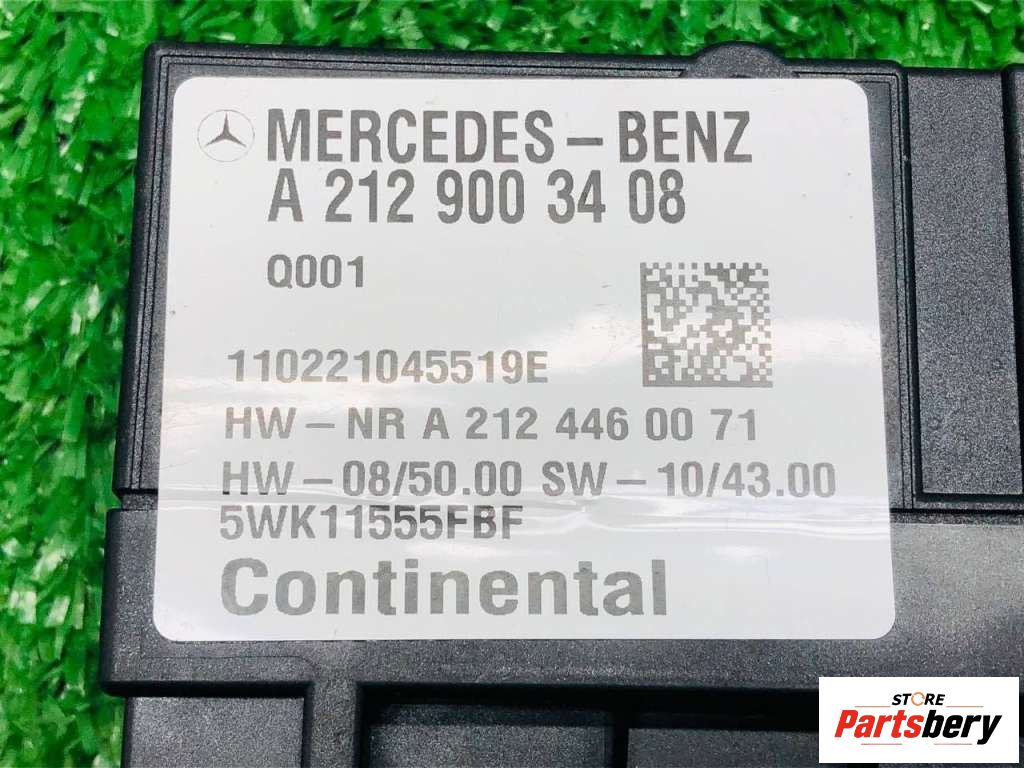 MERCEDES-BENZ
A 212 900 34 08
Q001
110221045519E
HW-NR A 212 446 00 71
HW-08/50.00 SW-10/43.00
5WK11555FBF
Continental
STORE
Partsbery